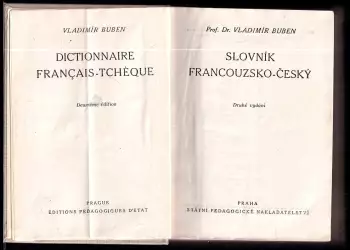 VLADIMÍR BUBEN
DICTIONNAIRE
FRANÇAIS-TCHÈQUE
Deuxième édition
PRAGUE
ÉDITIONS PÉDAGOGIQUES D'ÉTAT
Prof. Dr. VLADIMÍR BUBEN
SLOVNÍK
FRANCOUZSKO-ČESKÝ
Druhé vydání
PRAHA
STÁTNÍ PEDAGOGICKÉ NAKLADATELSTVÍ